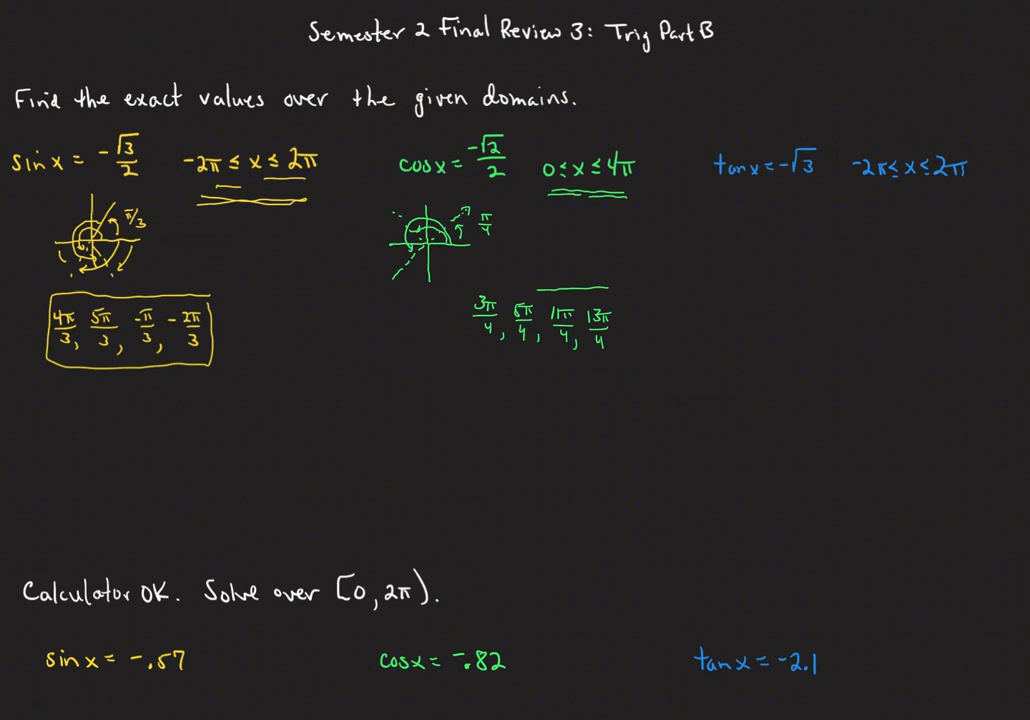 Semester 2 Final Review 3: Trig Part B
Find the exact values over the given domains.
sin x = -√3/2   -2π ≤ x ≤ 2π
π/3
4π/3, 5π/3, -π/3, -2π/3
cos x = -√2/2   0 ≤ x ≤ 4π
π/4
3π/4, 5π/4, 11π/4, 13π/4
tan x = -√3   -2π ≤ x ≤ 2π
Calculator OK. Solve over [0, 2π).
sin x = -.57
cos x = -.82
tan x = -2.1